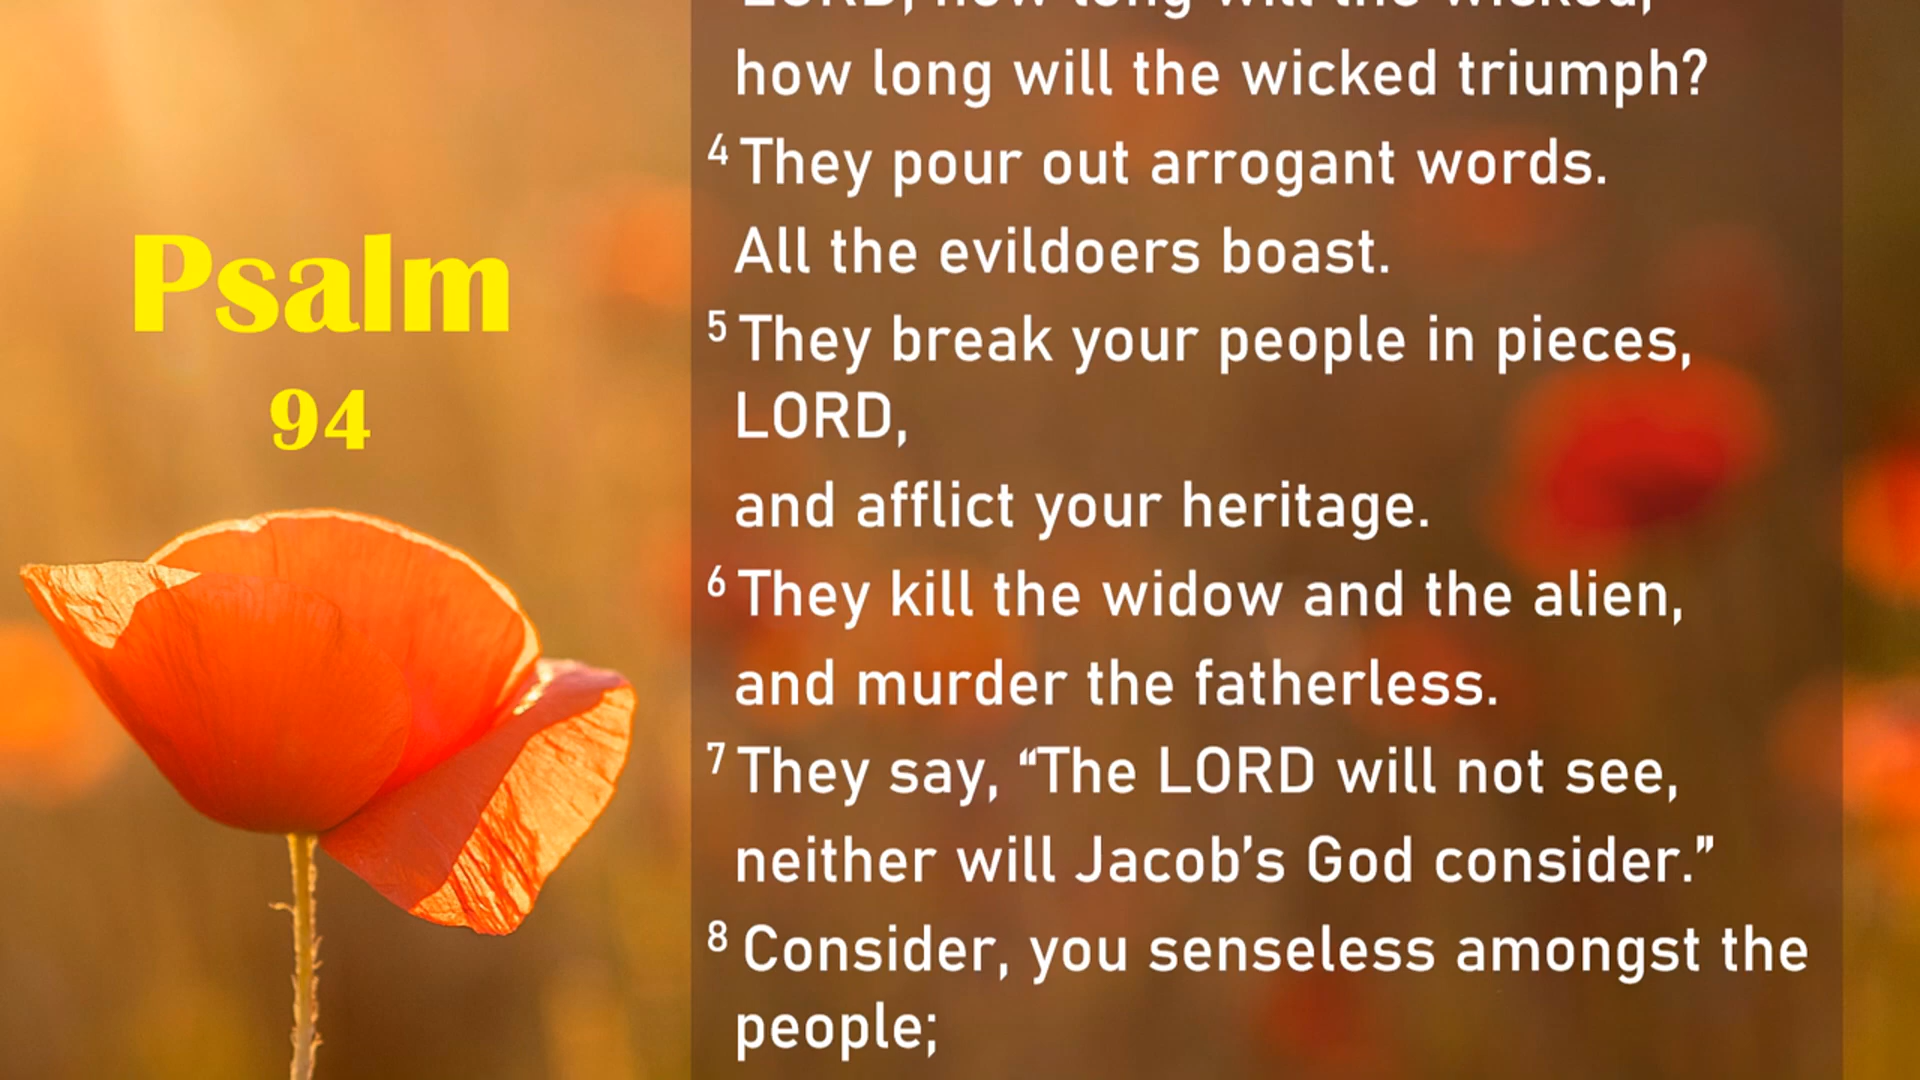 Psalm
94
LORD, how long will the wicked,
how long will the wicked triumph?
4 They pour out arrogant words.
All the evildoers boast.
5 They break your people in pieces,
LORD,
and afflict your heritage.
6 They kill the widow and the alien,
and murder the fatherless.
7 They say, “The LORD will not see,
neither will Jacob’s God consider.”
8 Consider, you senseless amongst the
people;